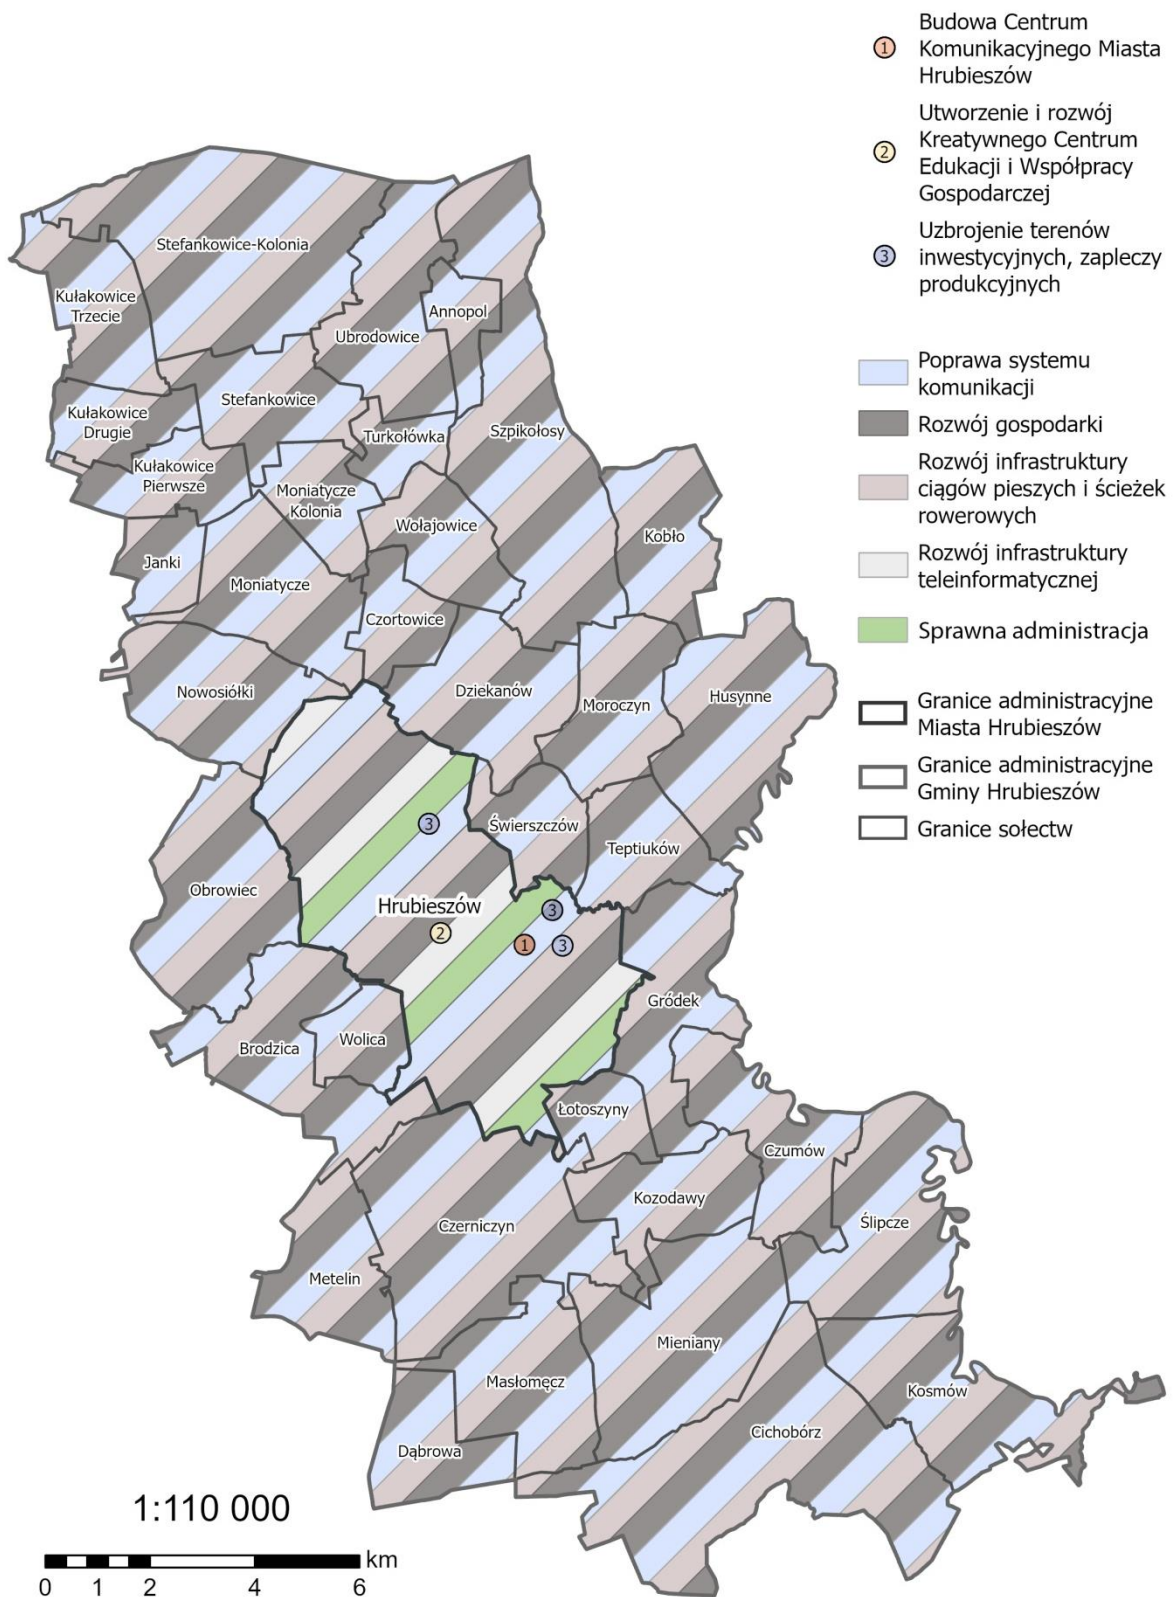 1
Budowa Centrum
Komunikacyjnego Miasta
Hrubieszów
2
Utworzenie i rozwój
Kreatywnego Centrum
Edukacji i Współpracy
Gospodarczej
3
Uzbrojenie terenów
inwestycyjnych, zapleczy
produkcyjnych
Poprawa systemu
komunikacji
Rozwój gospodarki
Rozwój infrastruktury
ciągów pieszych i ścieżek
rowerowych
Rozwój infrastruktury
teleinformatycznej
Sprawna administracja
Granice administracyjne
Miasta Hrubieszów
Granice administracyjne
Gminy Hrubieszów
Granice sołectw
Stefankowice-Kolonia
Kułakowice
Trzecie
Annopol
Ubrodowice
Stefankowice
Kułakowice
Drugie
Turkołówka
Szpikołosy
Kułakowice
Pierwsze
Moniatycze
Kolonia
Wołajowice
Kobło
Janki
Moniatycze
Czortowice
Nowosiółki
Dziekanów
Moroczyn
Husynne
3
Świerszczów
Teptiuków
Obrowiec
Hrubieszów
2
3
1
3
Gródek
Brodzica
Wolica
Łotoszyny
Czumów
Kozodawy
Czerniczyn
Ślipcze
Metelin
Mieniany
Masłomęcz
Kosmów
Dąbrowa
Cichobórz
1:110 000
km
0 1 2 4 6